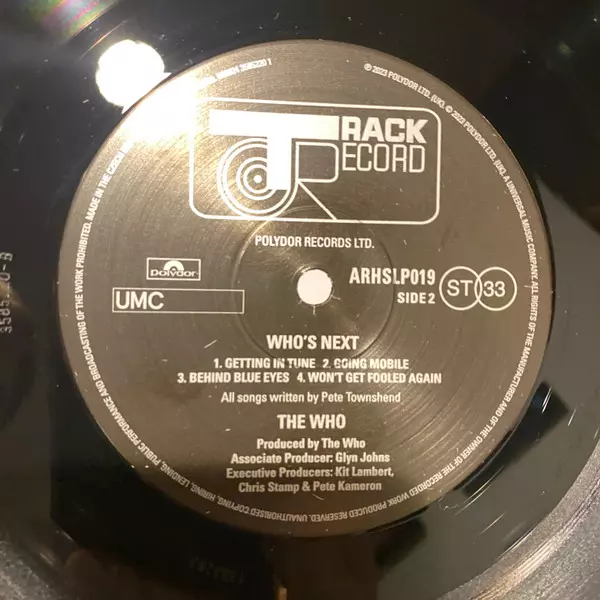 3585220 1
℗ 2023 POLYDOR LTD. (UK). © 2023 POLYDOR LTD. (UK). A UNIVERSAL MUSIC COMPANY. ALL RIGHTS OF THE MANUFACTURER AND OF THE OWNER OF THE RECORDED WORK PROHIBITED.
TRACK
RECORD
POLYDOR RECORDS LTD.
polydor
UMC
ARHSLP019
SIDE 2
ST 33
WHO'S NEXT
1. GETTING IN TUNE 2. GOING MOBILE
3. BEHIND BLUE EYES 4. WON'T GET FOOLED AGAIN
All songs written by Pete Townshend
THE WHO
Produced by The Who
Associate Producer: Glyn Johns
Executive Producers: Kit Lambert,
Chris Stamp & Pete Kameron
WORK PRODUCED RESERVED. UNAUTHORISED COPYING, HIRING, LENDING, PUBLIC PERFORMANCE AND BROADCASTING OF THE WORK PROHIBITED. MADE IN THE CZECH